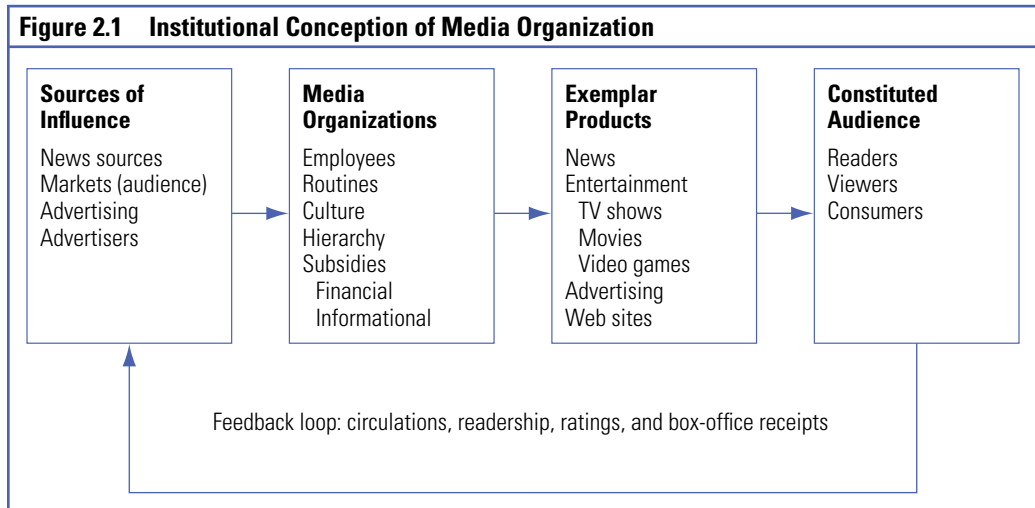 Figure 2.1 Institutional Conception of Media Organization
Sources of
Influence
News sources
Markets (audience)
Advertising
Advertisers
Media
Organizations
Employees
Routines
Culture
Hierarchy
Subsidies
Financial
Informational
Exemplar
Products
News
Entertainment
TV shows
Movies
Video games
Advertising
Web sites
Constituted
Audience
Readers
Viewers
Consumers
Feedback loop: circulations, readership, ratings, and box-office receipts